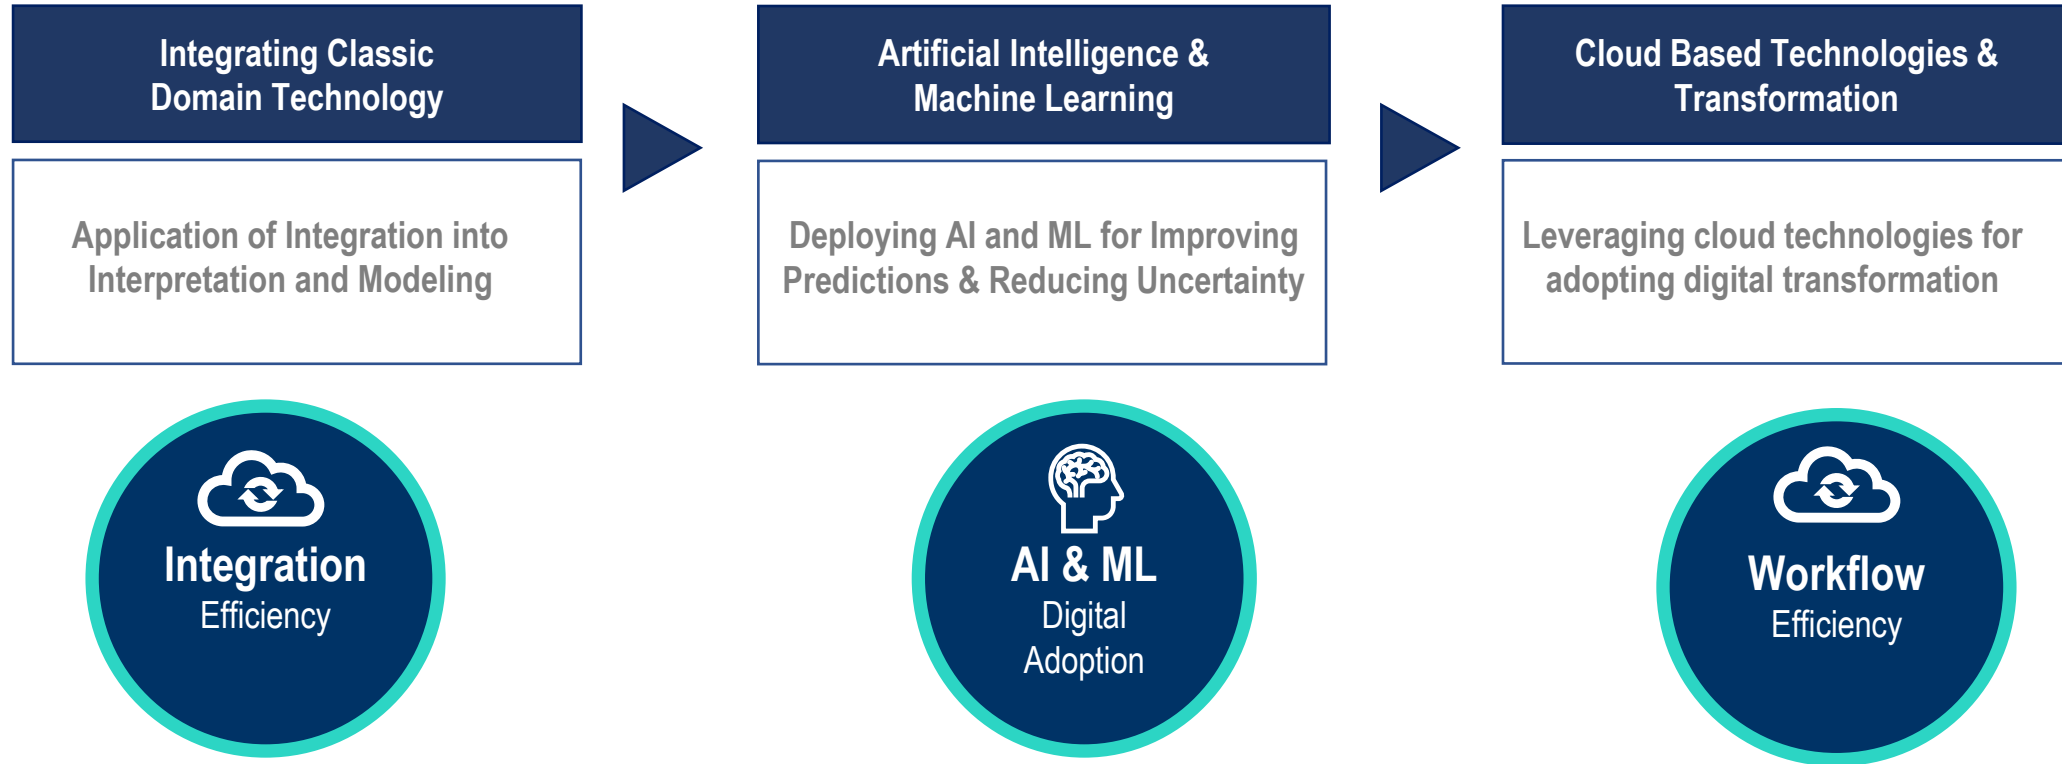 Integrating Classic
Domain Technology
Application of Integration into
Interpretation and Modeling
Integration
Efficiency
Artificial Intelligence &
Machine Learning
Deploying AI and ML for Improving
Predictions & Reducing Uncertainty
AI & ML
Digital
Adoption
Cloud Based Technologies &
Transformation
Leveraging cloud technologies for
adopting digital transformation
Workflow
Efficiency